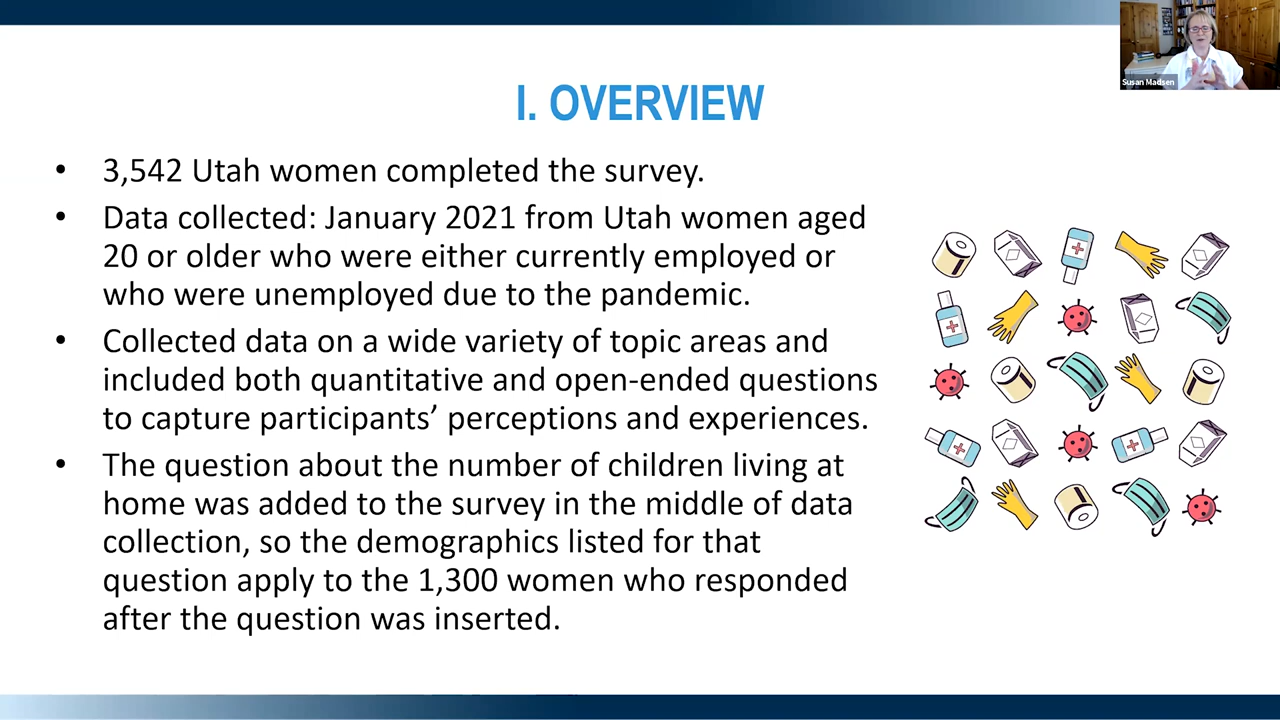 Susan Madsen
I. OVERVIEW
• 3,542 Utah women completed the survey.
• Data collected: January 2021 from Utah women aged
20 or older who were either currently employed or
who were unemployed due to the pandemic.
• Collected data on a wide variety of topic areas and
included both quantitative and open-ended questions
to capture participants’ perceptions and experiences.
• The question about the number of children living at
home was added to the survey in the middle of data
collection, so the demographics listed for that
question apply to the 1,300 women who responded
after the question was inserted.